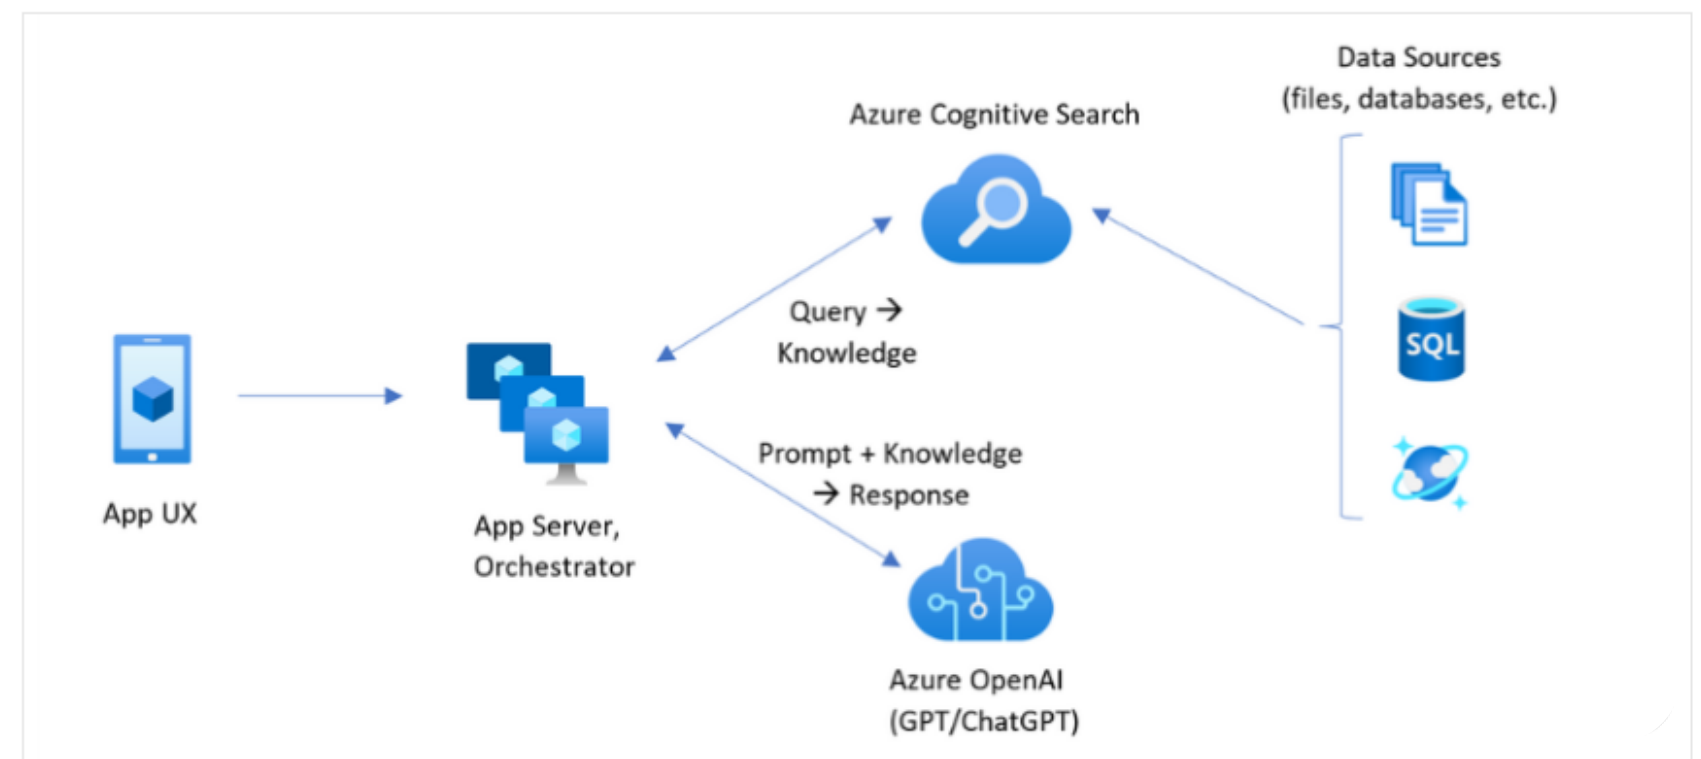 Data Sources
(files, databases, etc.)
Azure Cognitive Search
Query →
Knowledge
SQL
Prompt + Knowledge
→ Response
App UX
App Server,
Orchestrator
Azure OpenAI
(GPT/ChatGPT)